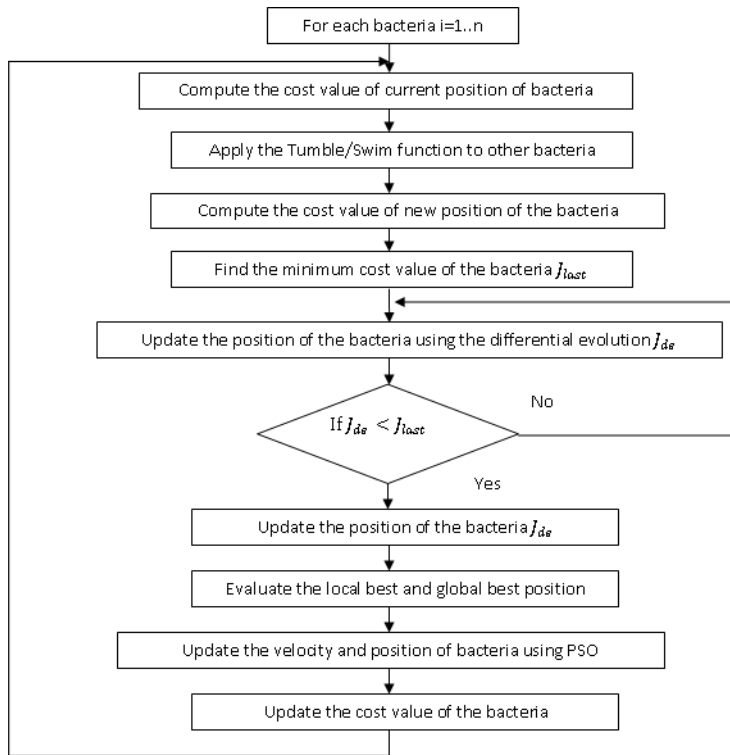 For each bacteria i=1..n
Compute the cost value of current position of bacteria
Apply the Tumble/Swim function to other bacteria
Compute the cost value of new position of the bacteria
Find the minimum cost value of the bacteria J_last
Update the position of the bacteria using the differential evolution J_de
If J_de < J_last
No
Yes
Update the position of the bacteria J_de
Evaluate the local best and global best position
Update the velocity and position of bacteria using PSO
Update the cost value of the bacteria